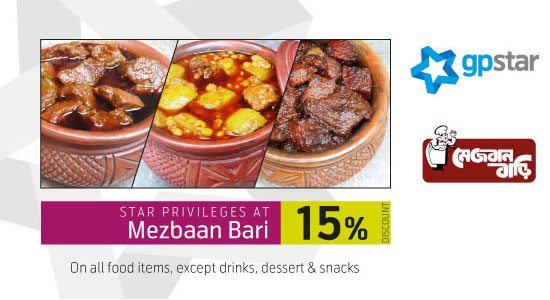 gpstar
মেজবান
বাড়ি
STAR PRIVILEGES AT
Mezbaan Bari
15%
DISCOUNT
On all food items, except drinks, dessert & snacks